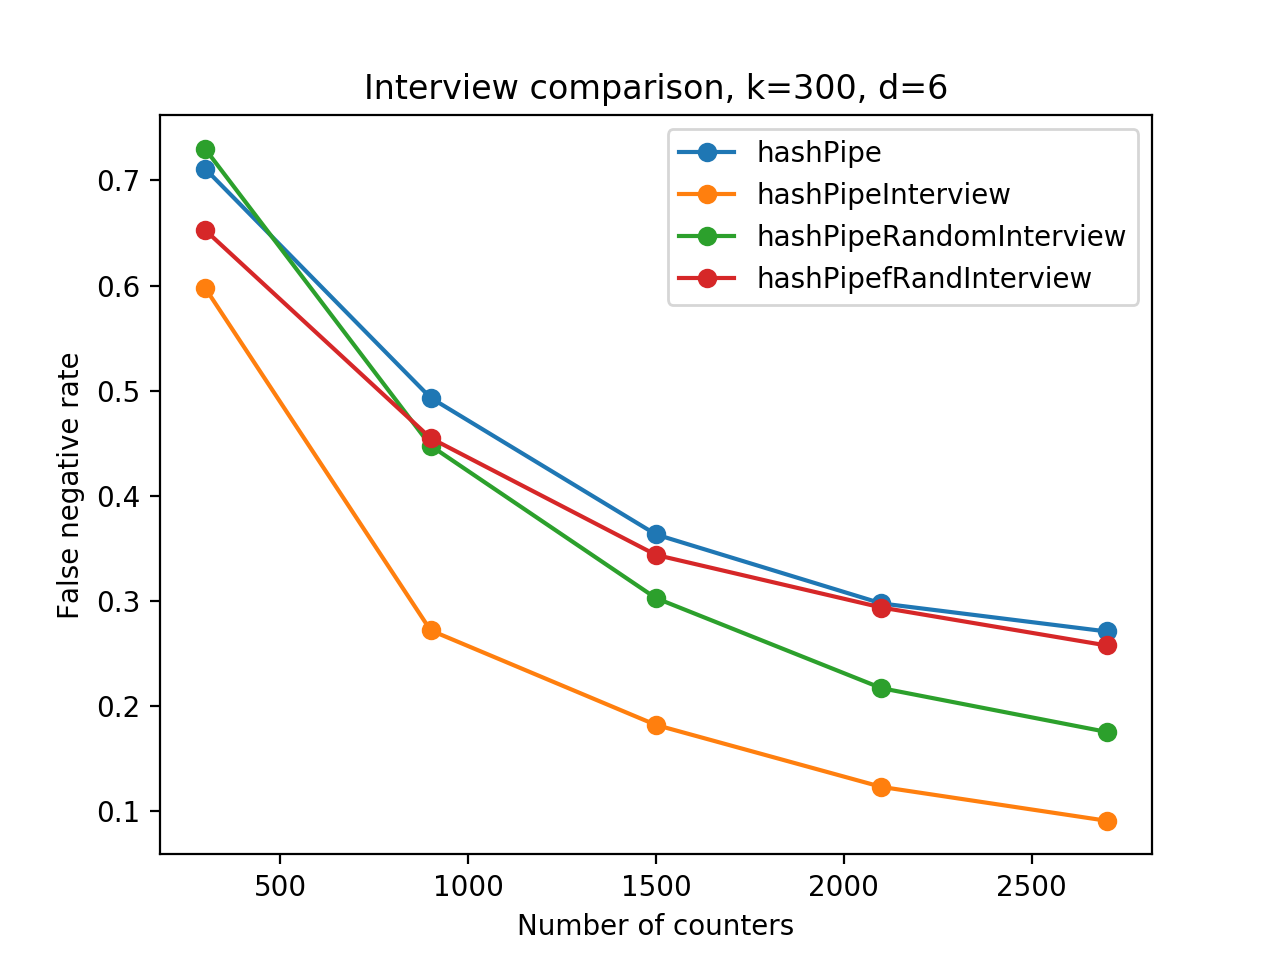 Interview comparison, k=300, d=6
hashPipe
hashPipeInterview
hashPipeRandomInterview
hashPipefRandInterview
0.7
0.6
0.5
0.4
0.3
0.2
0.1
False negative rate
500 1000 1500 2000 2500
Number of counters